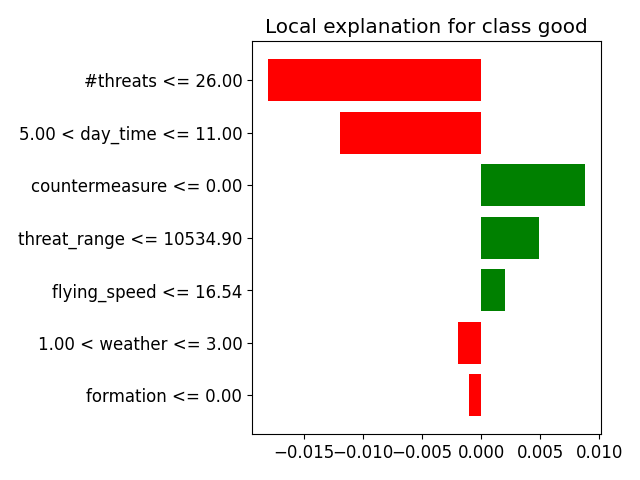 Local explanation for class good
#threats <= 26.00
5.00 < day_time <= 11.00
countermeasure <= 0.00
threat_range <= 10534.90
flying_speed <= 16.54
1.00 < weather <= 3.00
formation <= 0.00
−0.015 −0.010 −0.005 0.000 0.005 0.010